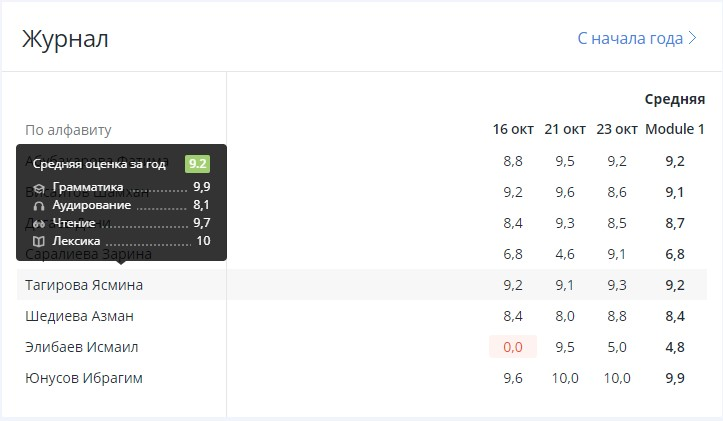 Журнал
С начала года
Средняя
По алфавиту 16 окт 21 окт 23 окт Module 1
8,8 9,5 9,2 9,2
9,2 9,6 8,6 9,1
8,4 9,3 8,5 8,7
Саралиева Зарина 6,8 4,6 9,1 6,8
Тагирова Ясмина 9,2 9,1 9,3 9,2
Шедиева Азман 8,4 8,0 8,8 8,4
Элибаев Исмаил 0,0 9,5 5,0 4,8
Юнусов Ибрагим 9,6 10,0 10,0 9,9
Средняя оценка за год 9.2
Грамматика 9,9
Аудирование 8,1
Чтение 9,7
Лексика 10